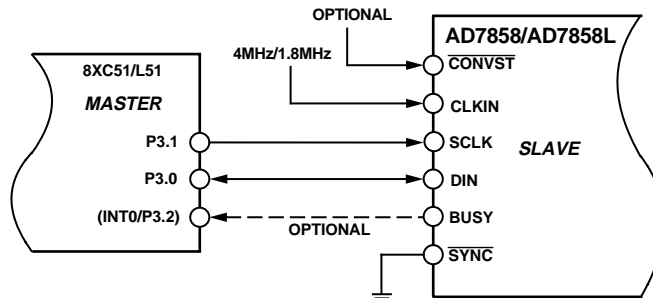 OPTIONAL
AD7858/AD7858L
4MHz/1.8MHz
8XC51/L51
MASTER
CONVST
CLKIN
P3.1
SCLK
SLAVE
P3.0
DIN
(INT0/P3.2)
BUSY
OPTIONAL
SYNC